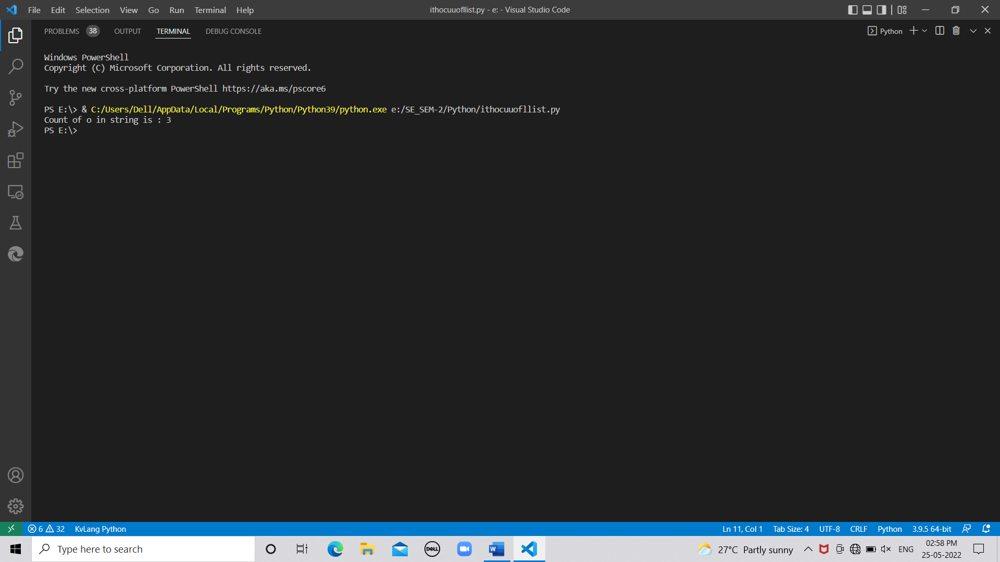 File Edit Selection View Go Run Terminal Help
ithocuuofllist.py - e: - Visual Studio Code
PROBLEMS 38 OUTPUT TERMINAL DEBUG CONSOLE
Python
Windows PowerShell
Copyright (C) Microsoft Corporation. All rights reserved.
Try the new cross-platform PowerShell https://aka.ms/pscore6
PS E:\> & C:/Users/Dell/AppData/Local/Programs/Python/Python39/python.exe e:/SE_SEM-2/Python/ithocuuofllist.py
Count of o in string is : 3
PS E:\>
6 32 KvLang Python
Ln 11, Col 1 Tab Size: 4 UTF-8 CRLF Python 3.9.5 64-bit
Type here to search
DELL
W
27°C Partly sunny
ENG
02:58 PM
25-05-2022